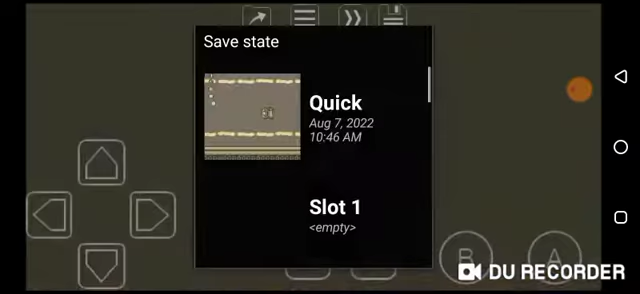 Save state
Quick
Aug 7, 2022
10:46 AM
Slot 1
<empty>
B
A
DU RECORDER